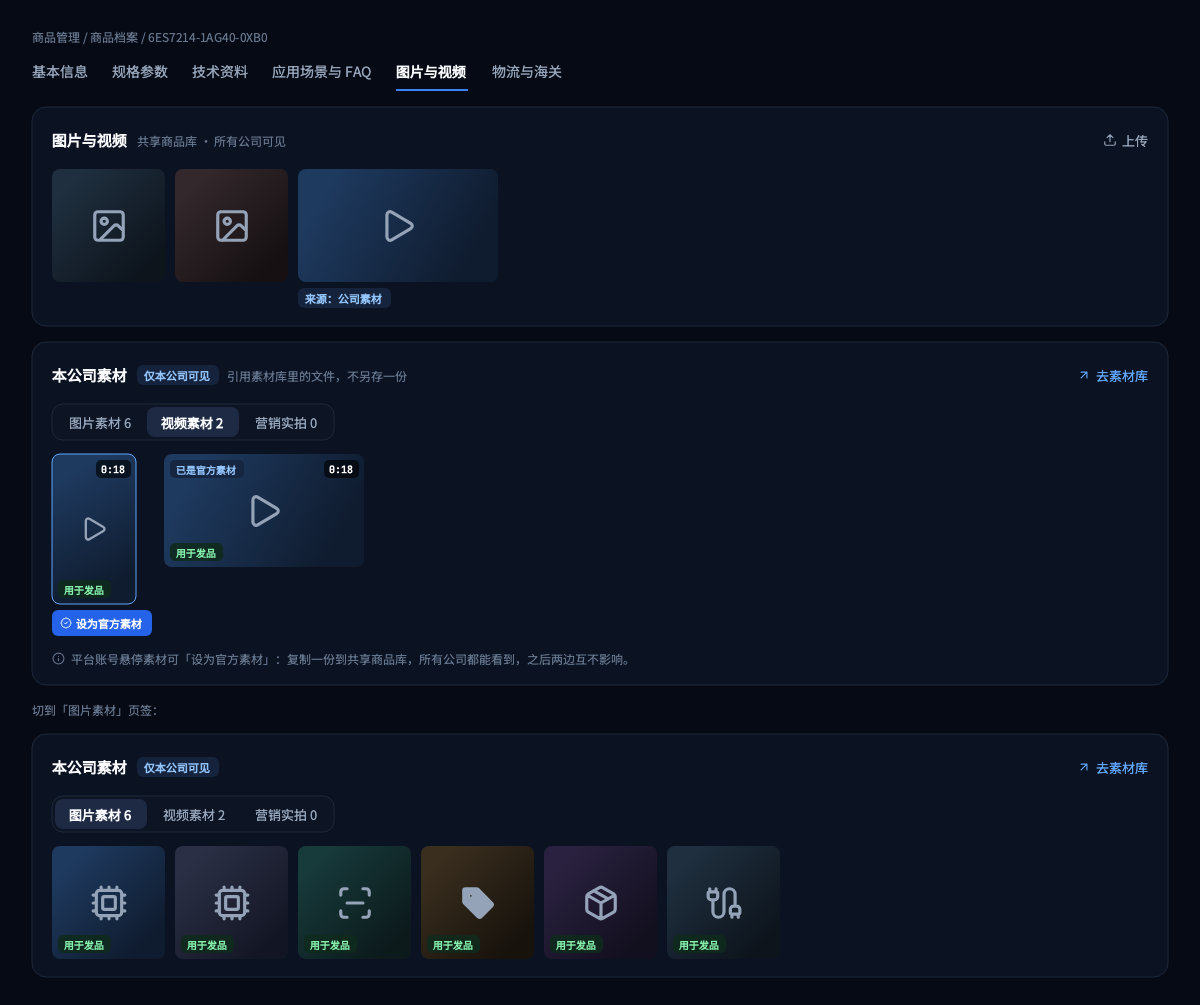 商品管理 / 商品档案 / 6ES7214-1AG40-0XB0
基本信息 规格参数 技术资料 应用场景与 FAQ 图片与视频 物流与海关
图片与视频 共享商品库 · 所有公司可见 上传
来源：公司素材
本公司素材 仅本公司可见 引用素材库里的文件，不另存一份 去素材库
图片素材 6 视频素材 2 营销实拍 0
0:18 已是官方素材 0:18
用于发品
用于发品
设为官方素材
平台账号悬停素材可「设为官方素材」：复制一份到共享商品库，所有公司都能看到，之后两边互不影响。
切到「图片素材」页签：
本公司素材 仅本公司可见 去素材库
图片素材 6 视频素材 2 营销实拍 0
用于发品 用于发品 用于发品 用于发品 用于发品 用于发品